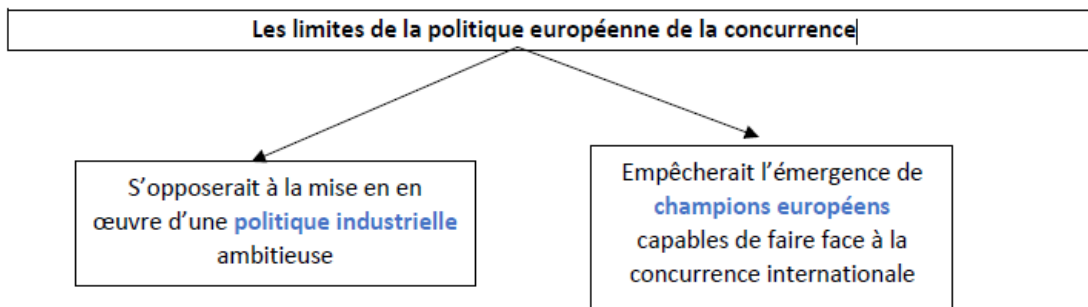 Les limites de la politique européenne de la concurrence
S’opposerait à la mise en en
œuvre d’une politique industrielle
ambitieuse
Empêcherait l’émergence de
champions européens
capables de faire face à la
concurrence internationale